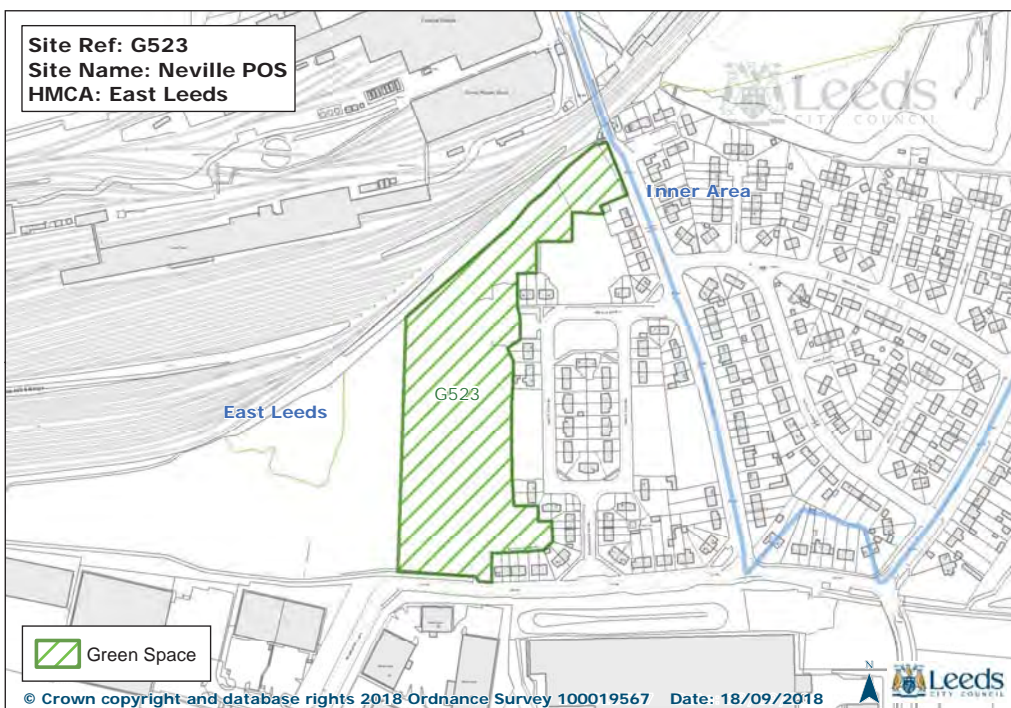 Site Ref: G523
Site Name: Neville POS
HMCA: East Leeds
Leeds
CITY COUNCIL
Inner Area
G523
East Leeds
Green Space
N
Leeds
CITY COUNCIL
© Crown copyright and database rights 2018 Ordnance Survey 100019567 Date: 18/09/2018